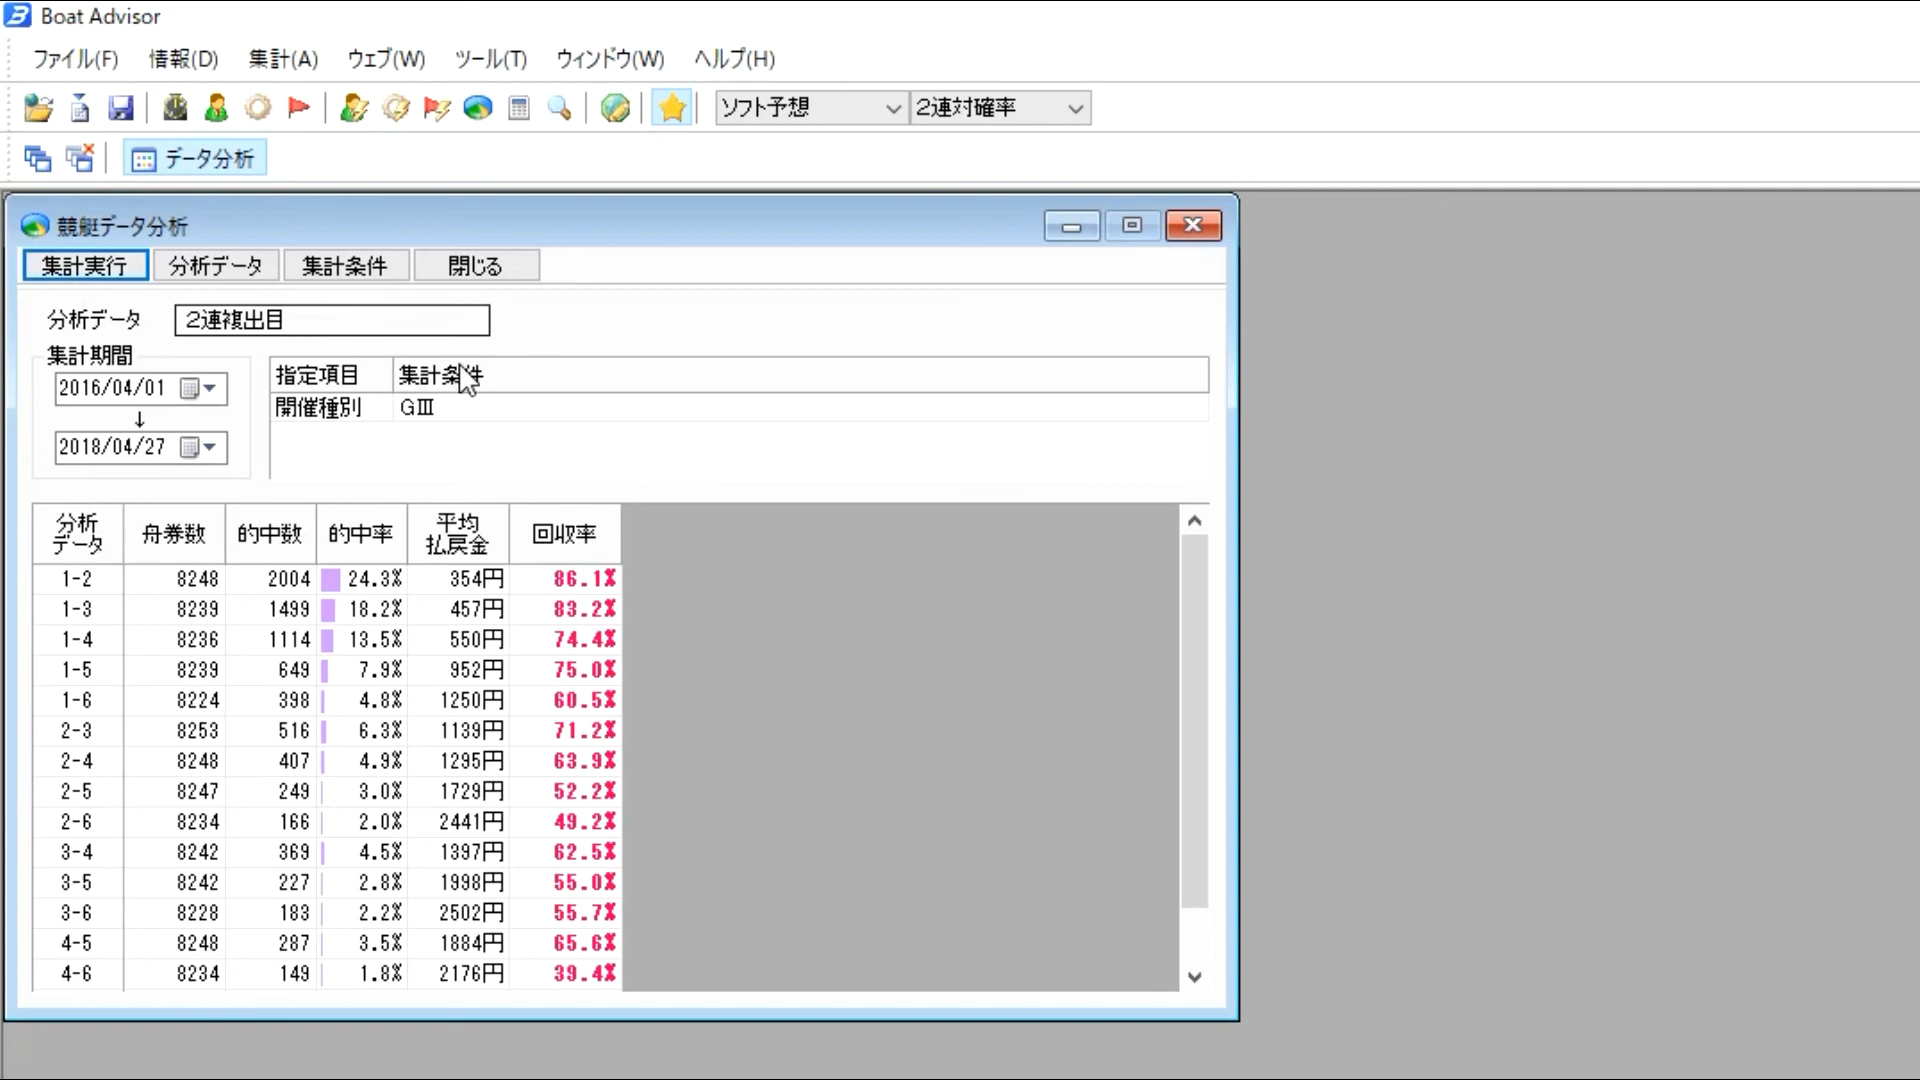 Boat Advisor
ファイル(F) 情報(D) 集計(A) ウェブ(W) ツール(T) ウィンドウ(W) ヘルプ(H)
ソフト予想 2連対確率
データ分析
競艇データ分析
集計実行 分析データ 集計条件 閉じる
分析データ 2連複出目
集計期間
指定項目 集計条件
2016/04/01
開催種別 GⅢ
↓
2018/04/27
分析データ 舟券数 的中数 的中率 平均払戻金 回収率
1-2 8248 2004 24.3% 354円 86.1%
1-3 8239 1499 18.2% 457円 83.2%
1-4 8236 1114 13.5% 550円 74.4%
1-5 8239 649 7.9% 952円 75.0%
1-6 8224 398 4.8% 1250円 60.5%
2-3 8253 516 6.3% 1139円 71.2%
2-4 8248 407 4.9% 1295円 63.9%
2-5 8247 249 3.0% 1729円 52.2%
2-6 8234 166 2.0% 2441円 49.2%
3-4 8242 369 4.5% 1397円 62.5%
3-5 8242 227 2.8% 1998円 55.0%
3-6 8228 183 2.2% 2502円 55.7%
4-5 8248 287 3.5% 1884円 65.6%
4-6 8234 149 1.8% 2176円 39.4%